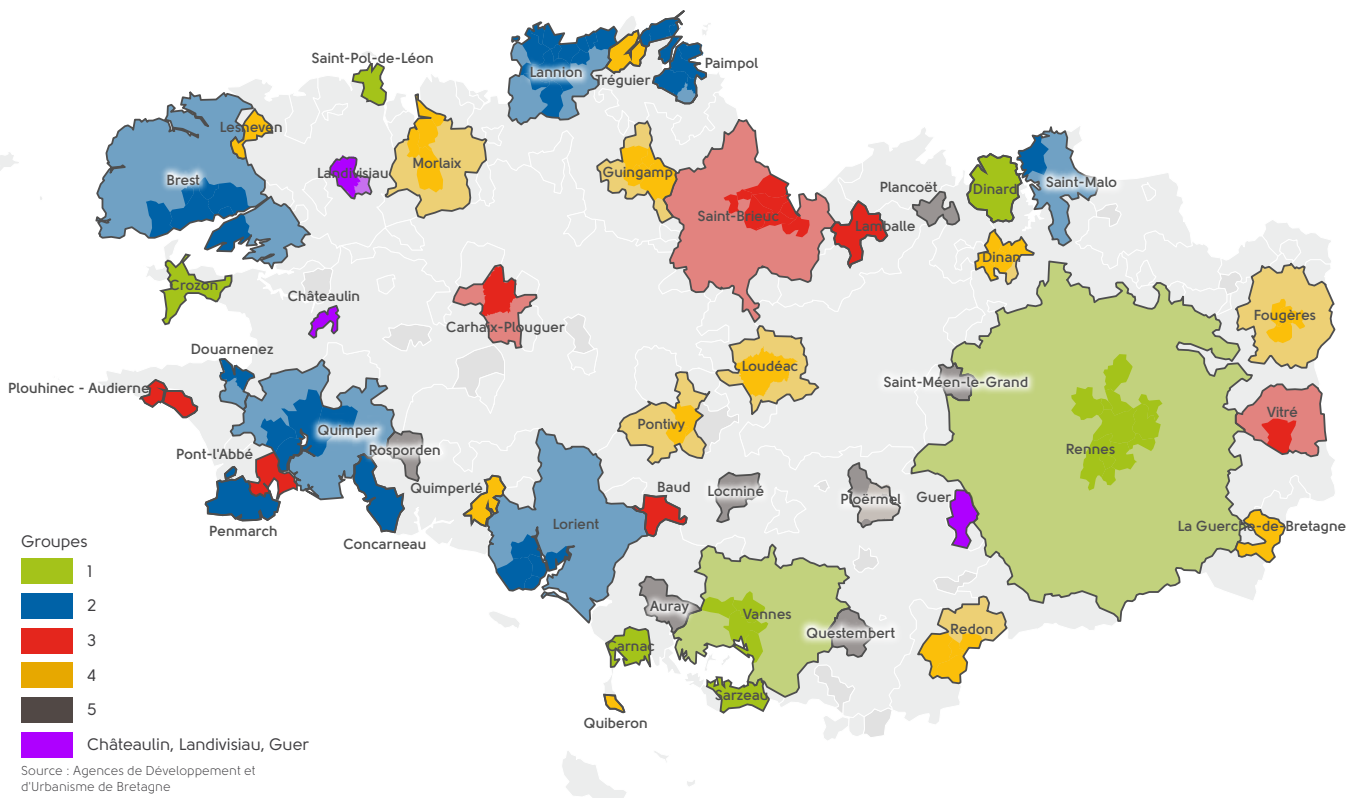 Saint-Pol-de-Léon
Lannion
Tréguier
Paimpol
Lesneven
Brest
Landivisiau
Morlaix
Guingamp
Saint-Brieuc
Lamballe
Plancoët
Dinard
Saint-Malo
Dinan
Crozon
Châteaulin
Carhaix-Plouguer
Fougères
Douarnenez
Plouhinec - Audierne
Loudéac
Saint-Méen-le-Grand
Vitré
Quimper
Pontivy
Rennes
Pont-l'Abbé
Rosporden
Quimperlé
Baud
Locminé
Ploërmel
Guer
Lorient
La Guerche-de-Bretagne
Penmarch
Concarneau
Auray
Vannes
Questembert
Redon
Carnac
Sarzeau
Quiberon
Groupes
1
2
3
4
5
Châteaulin, Landivisiau, Guer
Source : Agences de Développement et
d'Urbanisme de Bretagne